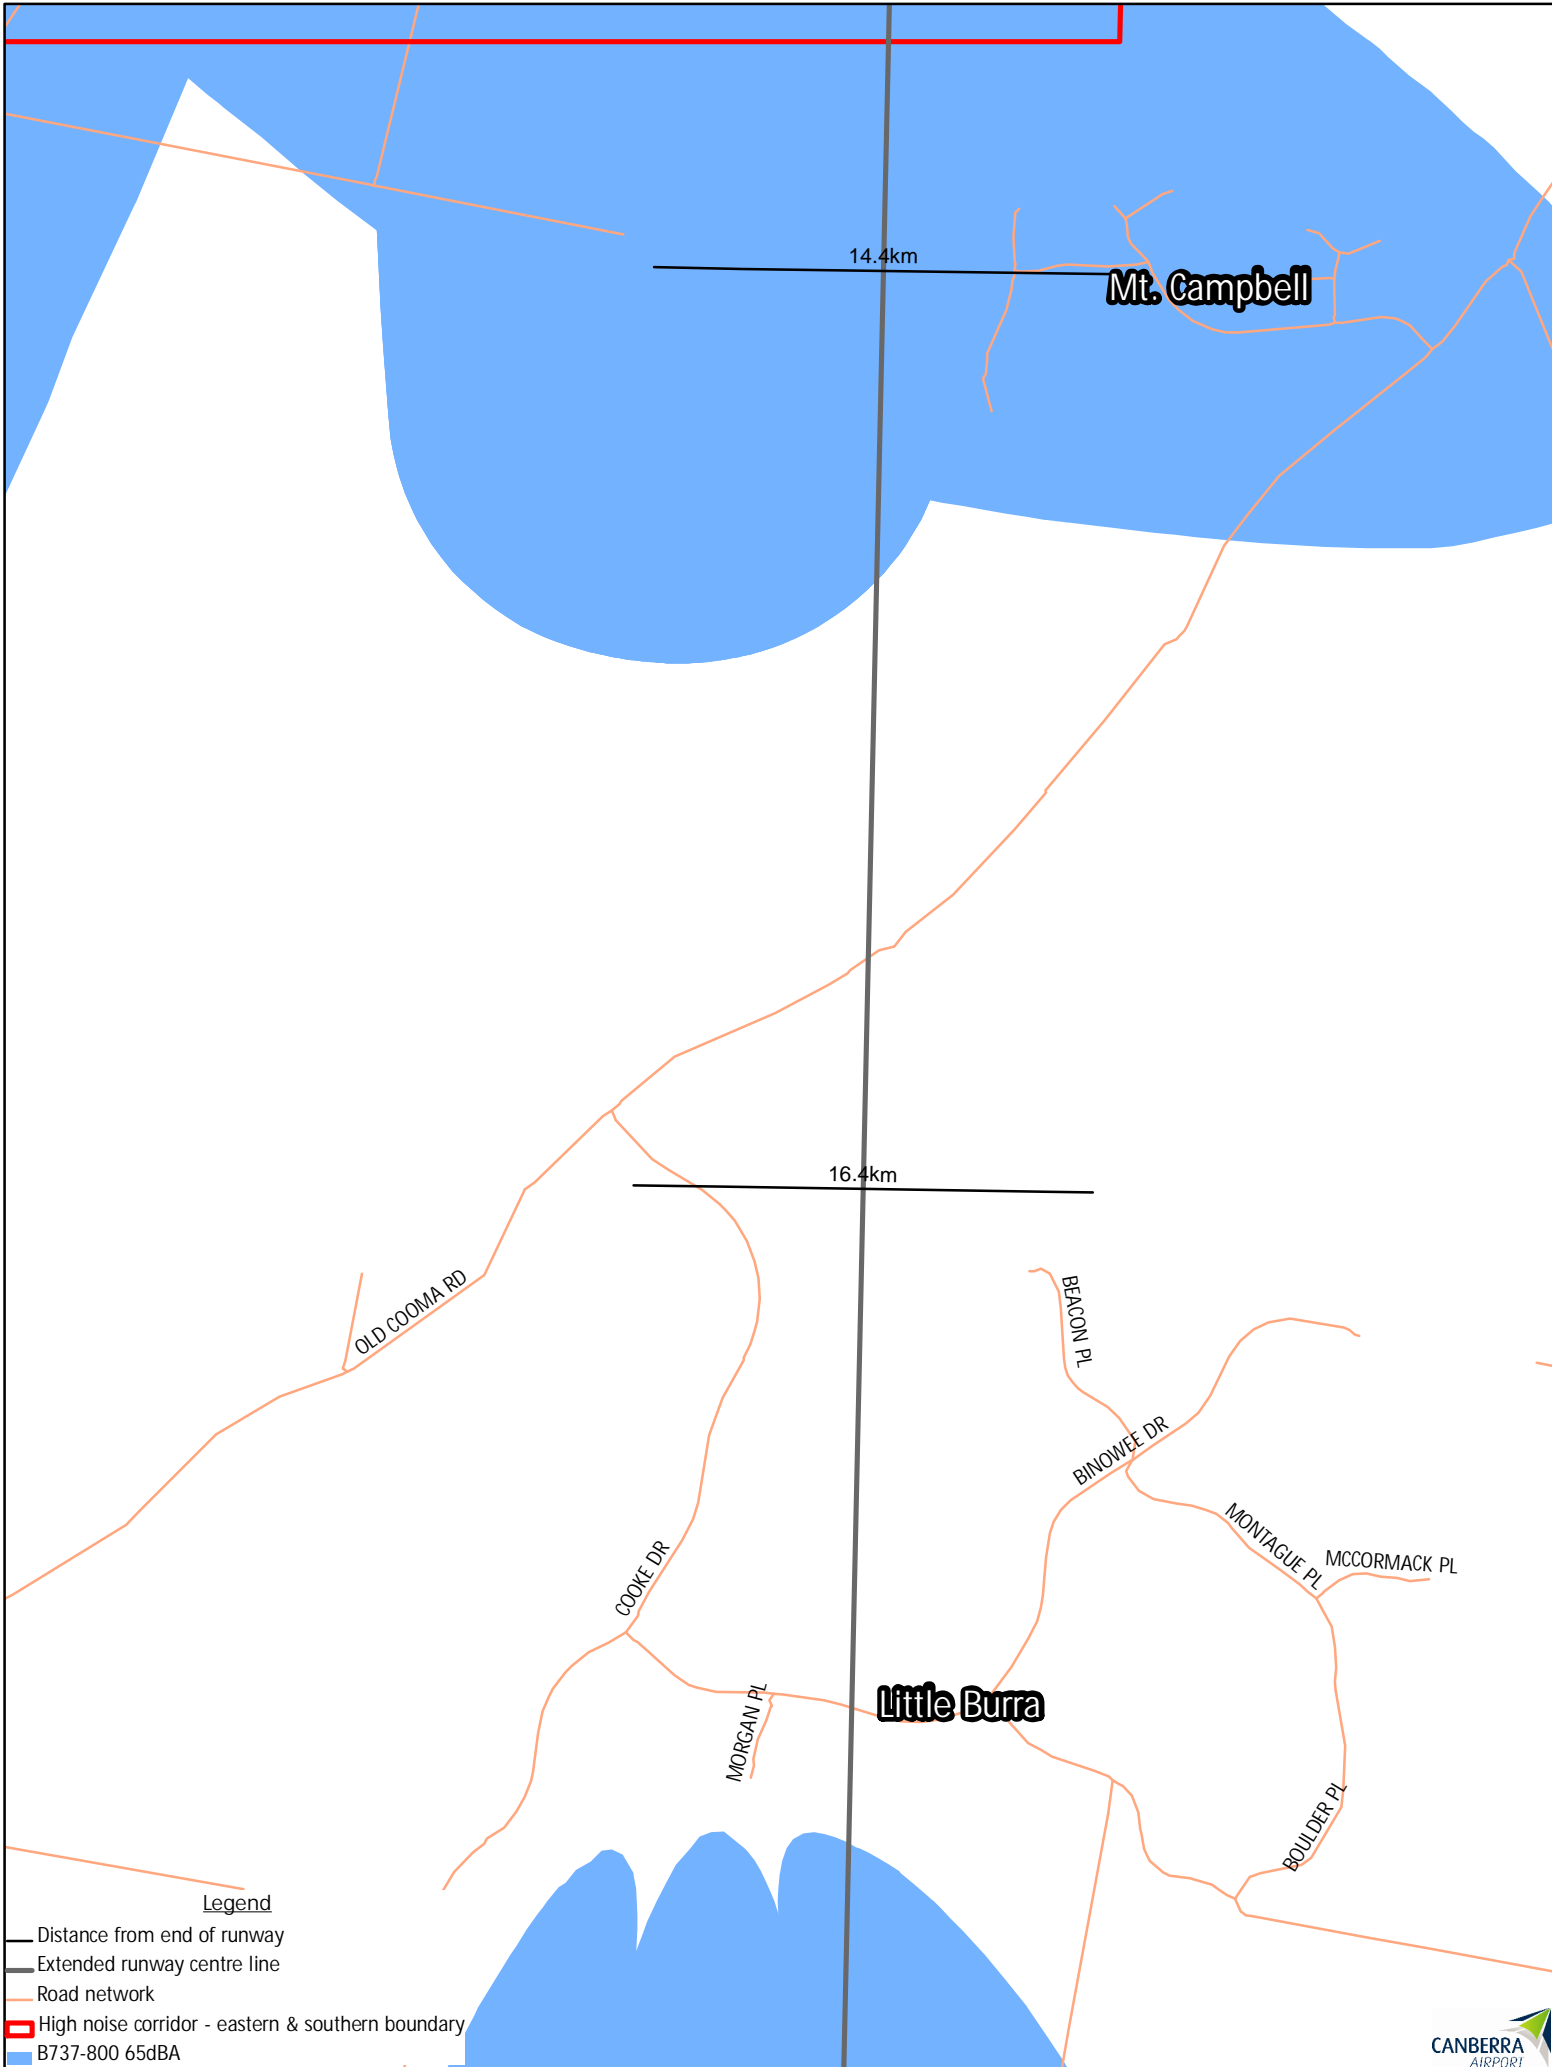 14.4km
Mt. Campbell
16.4km
OLD COOMA RD
BEACON PL
BINOWEE DR
MONTAGUE PL
MCCORMACK PL
COOKE DR
MORGAN PL
Little Burra
BOULDER PL
Legend
Distance from end of runway
Extended runway centre line
Road network
High noise corridor - eastern & southern boundary
B737-800 65dBA
CANBERRA
AIRPORT